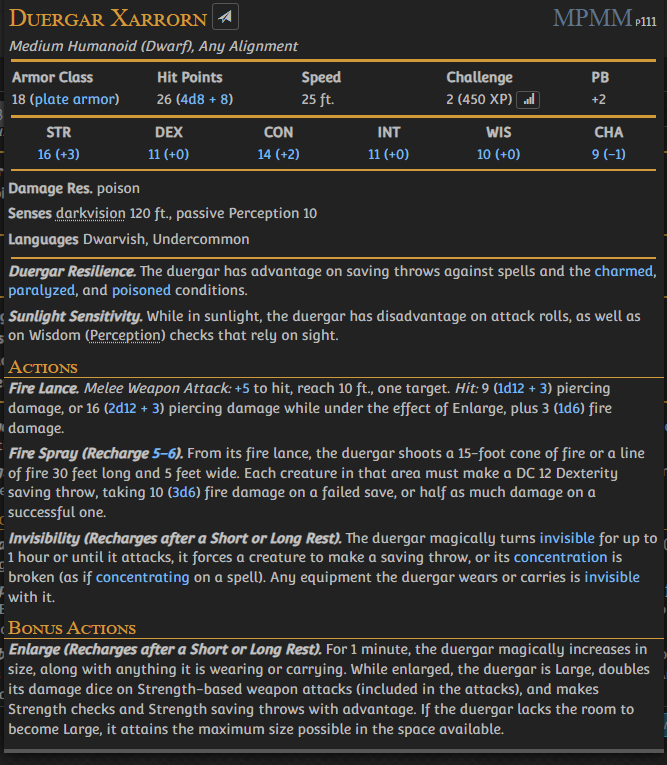 Duergar Xarrorn MPMM p111
Medium Humanoid (Dwarf), Any Alignment
Armor Class Hit Points Speed Challenge PB
18 (plate armor) 26 (4d8 + 8) 25 ft. 2 (450 XP) +2
STR DEX CON INT WIS CHA
16 (+3) 11 (+0) 14 (+2) 11 (+0) 10 (+0) 9 (−1)
Damage Res. poison
Senses darkvision 120 ft., passive Perception 10
Languages Dwarvish, Undercommon
Duergar Resilience. The duergar has advantage on saving throws against spells and the charmed,
paralyzed, and poisoned conditions.
Sunlight Sensitivity. While in sunlight, the duergar has disadvantage on attack rolls, as well as
on Wisdom (Perception) checks that rely on sight.
Actions
Fire Lance. Melee Weapon Attack: +5 to hit, reach 10 ft., one target. Hit: 9 (1d12 + 3) piercing
damage, or 16 (2d12 + 3) piercing damage while under the effect of Enlarge, plus 3 (1d6) fire
damage.
Fire Spray (Recharge 5–6). From its fire lance, the duergar shoots a 15-foot cone of fire or a line
of fire 30 feet long and 5 feet wide. Each creature in that area must make a DC 12 Dexterity
saving throw, taking 10 (3d6) fire damage on a failed save, or half as much damage on a
successful one.
Invisibility (Recharges after a Short or Long Rest). The duergar magically turns invisible for up to
1 hour or until it attacks, it forces a creature to make a saving throw, or its concentration is
broken (as if concentrating on a spell). Any equipment the duergar wears or carries is invisible
with it.
Bonus Actions
Enlarge (Recharges after a Short or Long Rest). For 1 minute, the duergar magically increases in
size, along with anything it is wearing or carrying. While enlarged, the duergar is Large, doubles
its damage dice on Strength-based weapon attacks (included in the attacks), and makes
Strength checks and Strength saving throws with advantage. If the duergar lacks the room to
become Large, it attains the maximum size possible in the space available.